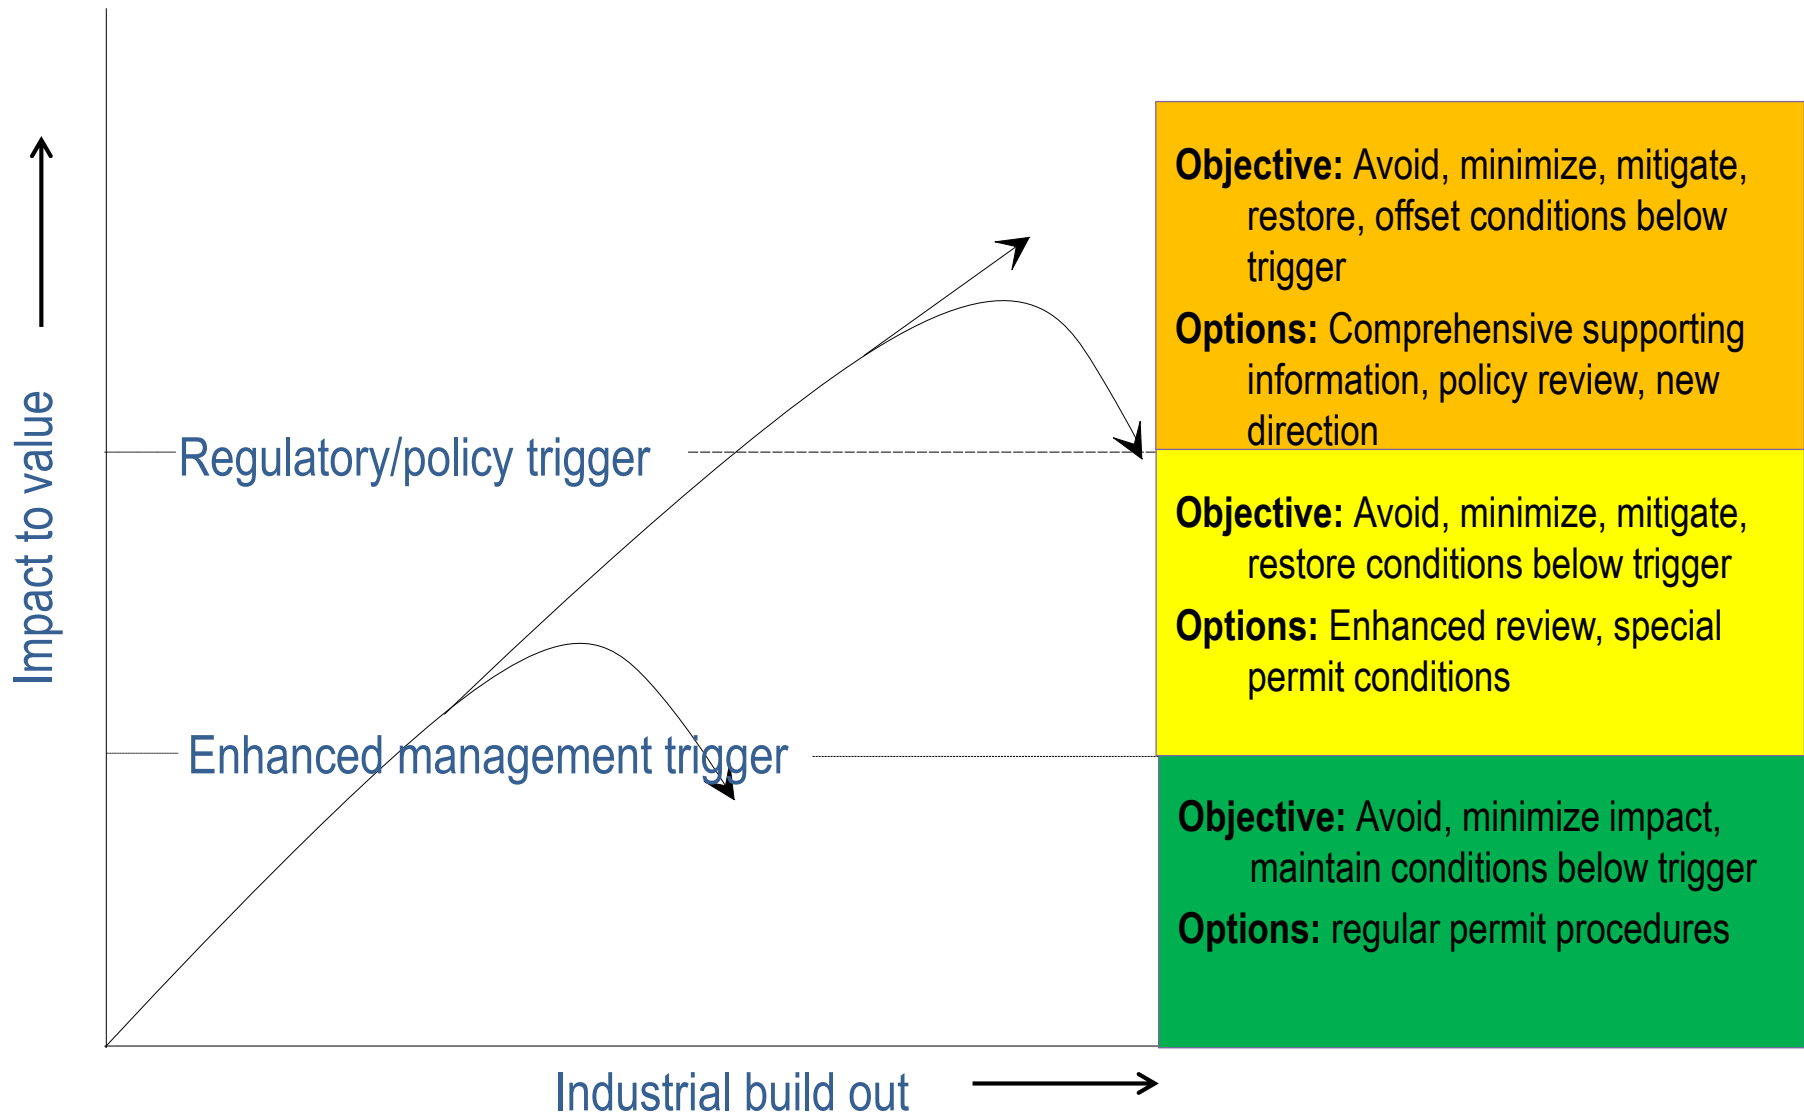 Objective: Avoid, minimize, mitigate,
restore, offset conditions below
trigger
Options: Comprehensive supporting
information, policy review, new
direction
Impact to value
Regulatory/policy trigger
Objective: Avoid, minimize, mitigate,
restore conditions below trigger
Options: Enhanced review, special
permit conditions
Enhanced management trigger
Objective: Avoid, minimize impact,
maintain conditions below trigger
Options: regular permit procedures
Industrial build out